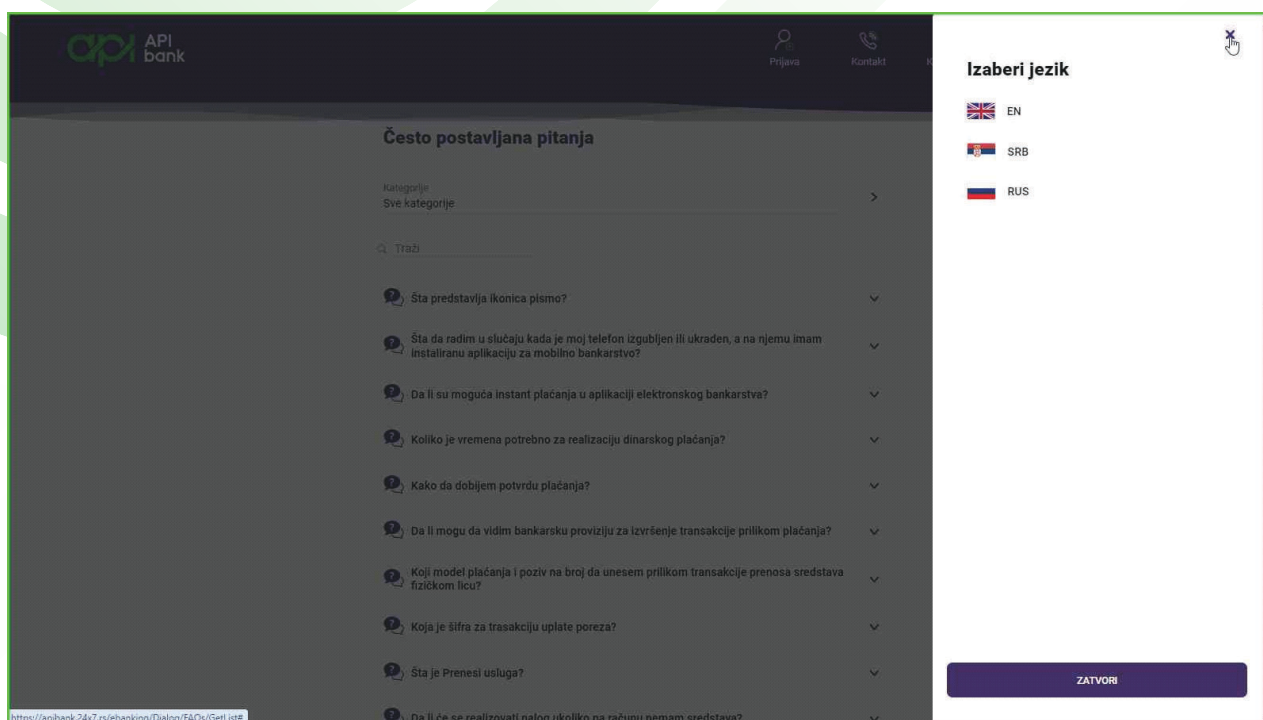 api API
bank
Prijava
Kontakt
K
Izaberi jezik
EN
SRB
RUS
Često postavljana pitanja
Kategorije
Sve kategorije
Traži
Šta predstavlja ikonica pismo?
Šta da radim u slučaju kada je moj telefon izgubljen ili ukraden, a na njemu imam
instaliranu aplikaciju za mobilno bankarstvo?
Da li su moguća instant plaćanja u aplikaciji elektronskog bankarstva?
Koliko je vremena potrebno za realizaciju dinarskog plaćanja?
Kako da dobijem potvrdu plaćanja?
Da li mogu da vidim bankarsku proviziju za izvršenje transakcije prilikom plaćanja?
Koji model plaćanja i poziv na broj da unesem prilikom transakcije prenosa sredstava
fizičkom licu?
Koja je šifra za trasakciju uplate poreza?
Šta je Prenesi usluga?
Da li će se realizovati nalog ukoliko na računu nemam sredstava?
ZATVORI
https://apibank.24x7.rs/ebanking/Dialog/FAQs/GetList#